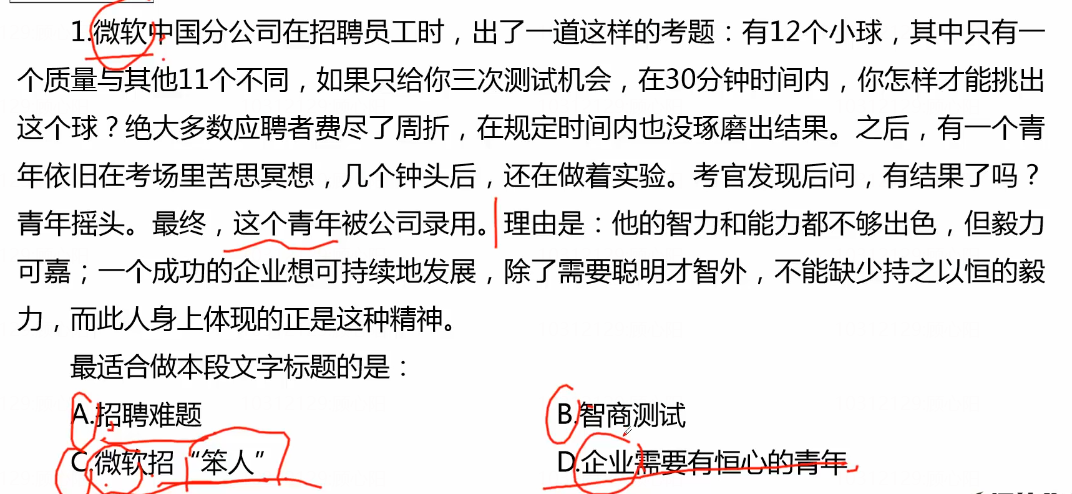 1.微软中国分公司在招聘员工时，出了一道这样的考题：有12个小球，其中只有一
个质量与其他11个不同，如果只给你三次测试机会，在30分钟时间内，你怎样才能挑出
这个球？绝大多数应聘者费尽了周折，在规定时间内也没琢磨出结果。之后，有一个青
年依旧在考场里苦思冥想，几个钟头后，还在做着实验。考官发现后问，有结果了吗？
青年摇头。最终，这个青年被公司录用。理由是：他的智力和能力都不够出色，但毅力
可嘉；一个成功的企业想可持续地发展，除了需要聪明才智外，不能缺少持之以恒的毅
力，而此人身上体现的正是这种精神。
最适合做本段文字标题的是：
A.招聘难题 B.智商测试
C.微软招“笨人” D.企业需要有恒心的青年